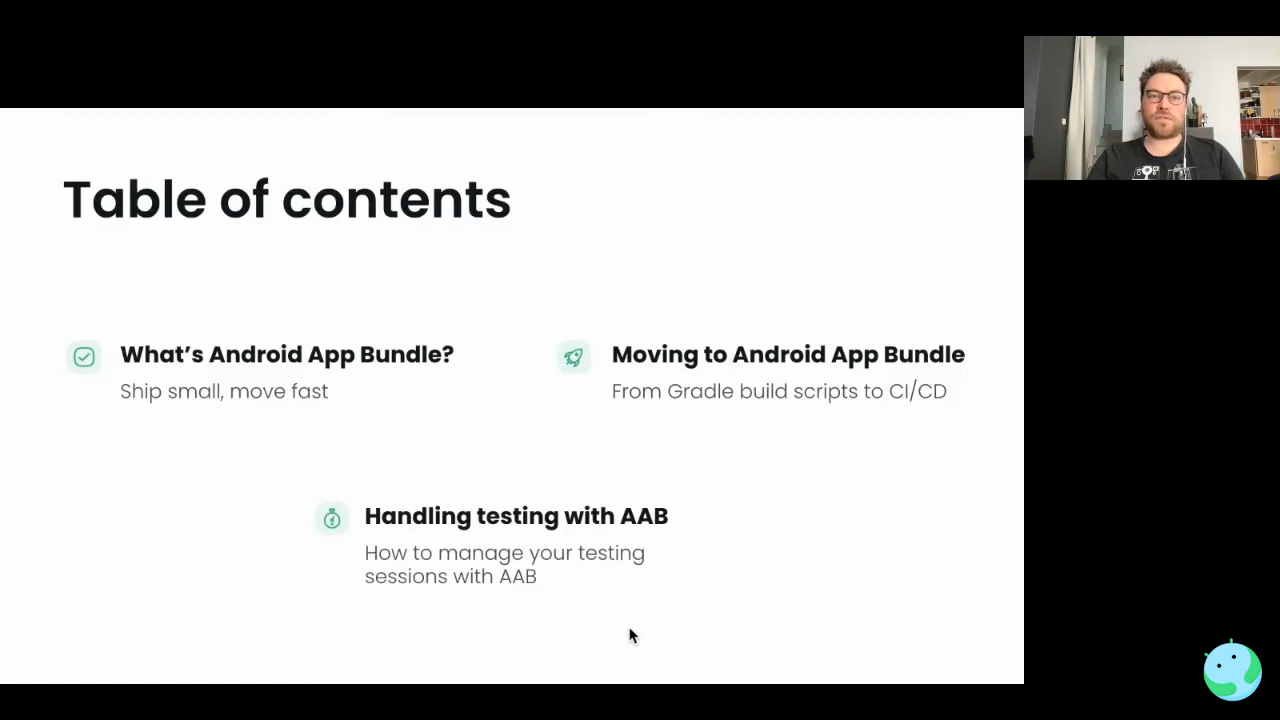 Table of contents
What's Android App Bundle?
Ship small, move fast
Moving to Android App Bundle
From Gradle build scripts to CI/CD
Handling testing with AAB
How to manage your testing
sessions with AAB